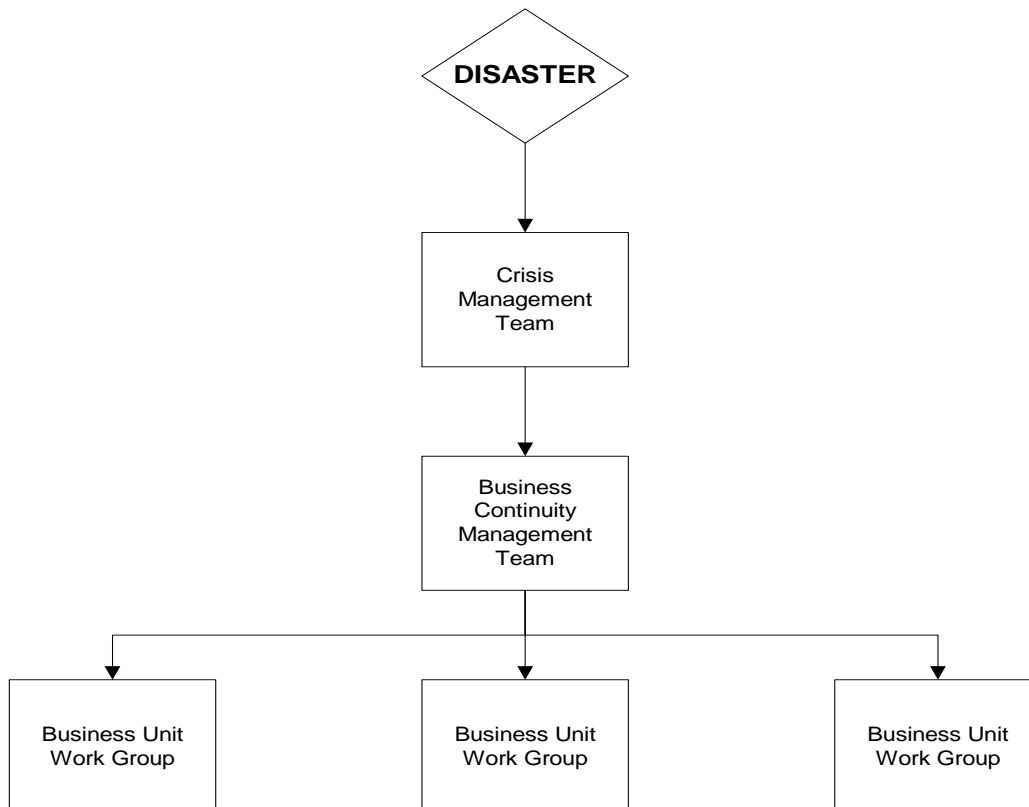 DISASTER
Crisis
Management
Team
Business
Continuity
Management
Team
Business Unit
Work Group
Business Unit
Work Group
Business Unit
Work Group